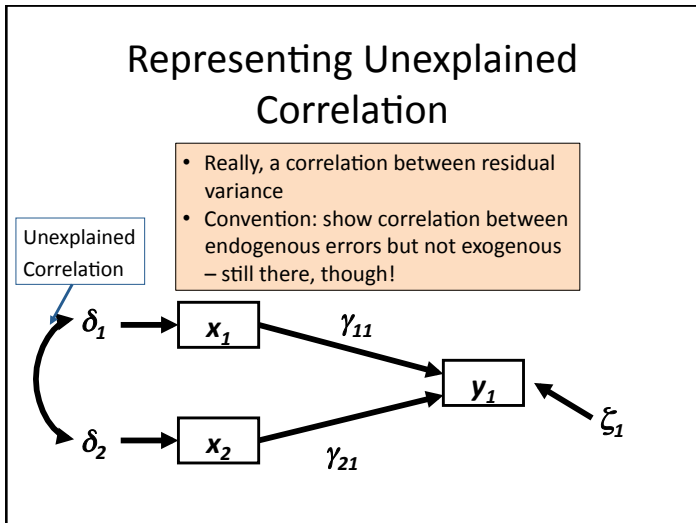 Representing Unexplained
Correlation
• Really, a correlation between residual
variance
• Convention: show correlation between
endogenous errors but not exogenous
– still there, though!
Unexplained
Correlation
δ1
x1
γ11
y1
ζ1
δ2
x2
γ21